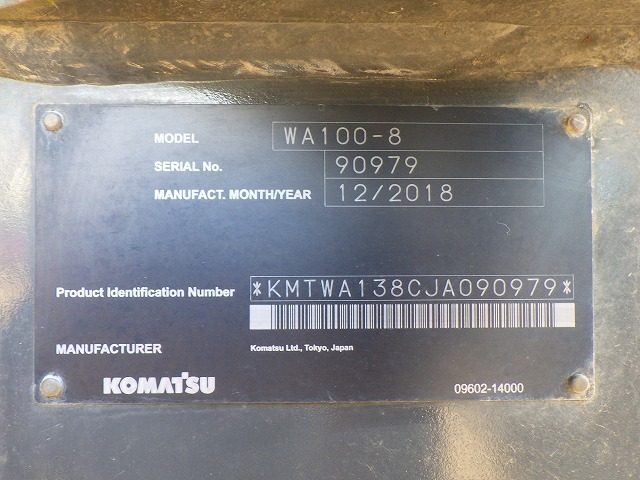 MODEL WA100-8
SERIAL No. 90979
MANUFACT. MONTH/YEAR 12/2018
Product Identification Number *KMTWA138CJA090979*
MANUFACTURER Komatsu Ltd., Tokyo, Japan
KOMATSU 09602-14000